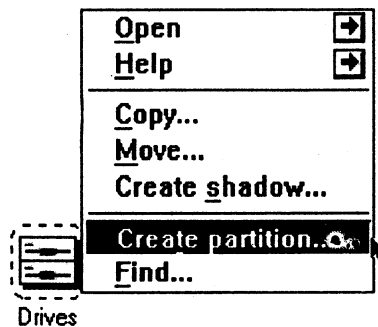 Open
Help
Copy...
Move...
Create shadow...
Create partition...
Find...
Drives